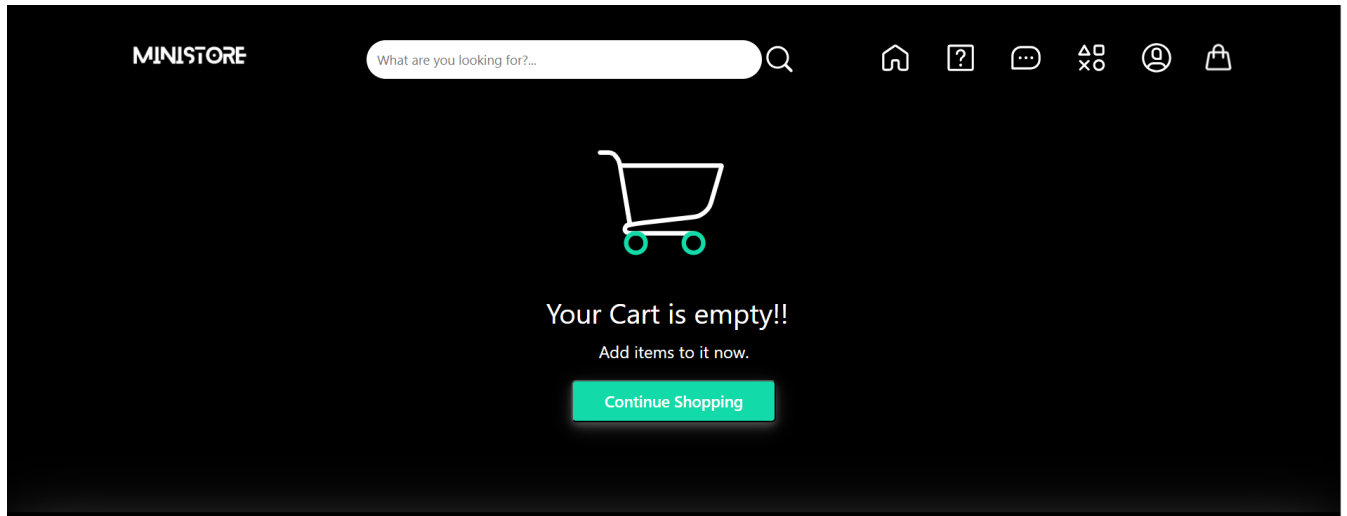 MINISTORE
What are you looking for?...
?
Your Cart is empty!!
Add items to it now.
Continue Shopping